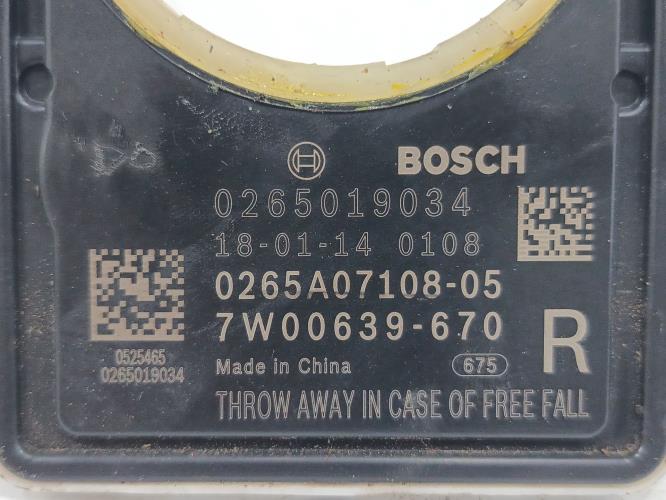 BOSCH
0265019034
18-01-14 0108
0265A07108-05
7W00639-670
R
0525465
0265019034
Made in China
675
THROW AWAY IN CASE OF FREE FALL